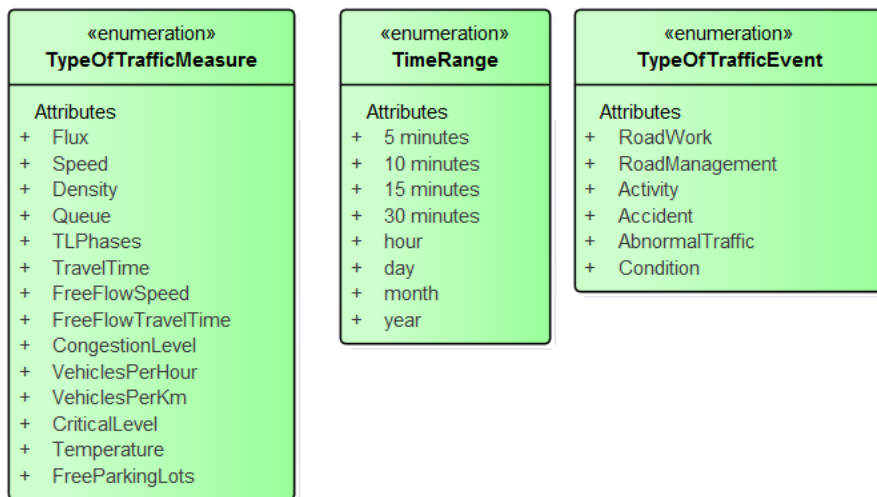 «enumeration»
TypeOfTrafficMeasure
Attributes
+ Flux
+ Speed
+ Density
+ Queue
+ TLPhases
+ TravelTime
+ FreeFlowSpeed
+ FreeFlowTravelTime
+ CongestionLevel
+ VehiclesPerHour
+ VehiclesPerKm
+ CriticalLevel
+ Temperature
+ FreeParkingLots
«enumeration»
TimeRange
Attributes
+ 5 minutes
+ 10 minutes
+ 15 minutes
+ 30 minutes
+ hour
+ day
+ month
+ year
«enumeration»
TypeOfTrafficEvent
Attributes
+ RoadWork
+ RoadManagement
+ Activity
+ Accident
+ AbnormalTraffic
+ Condition